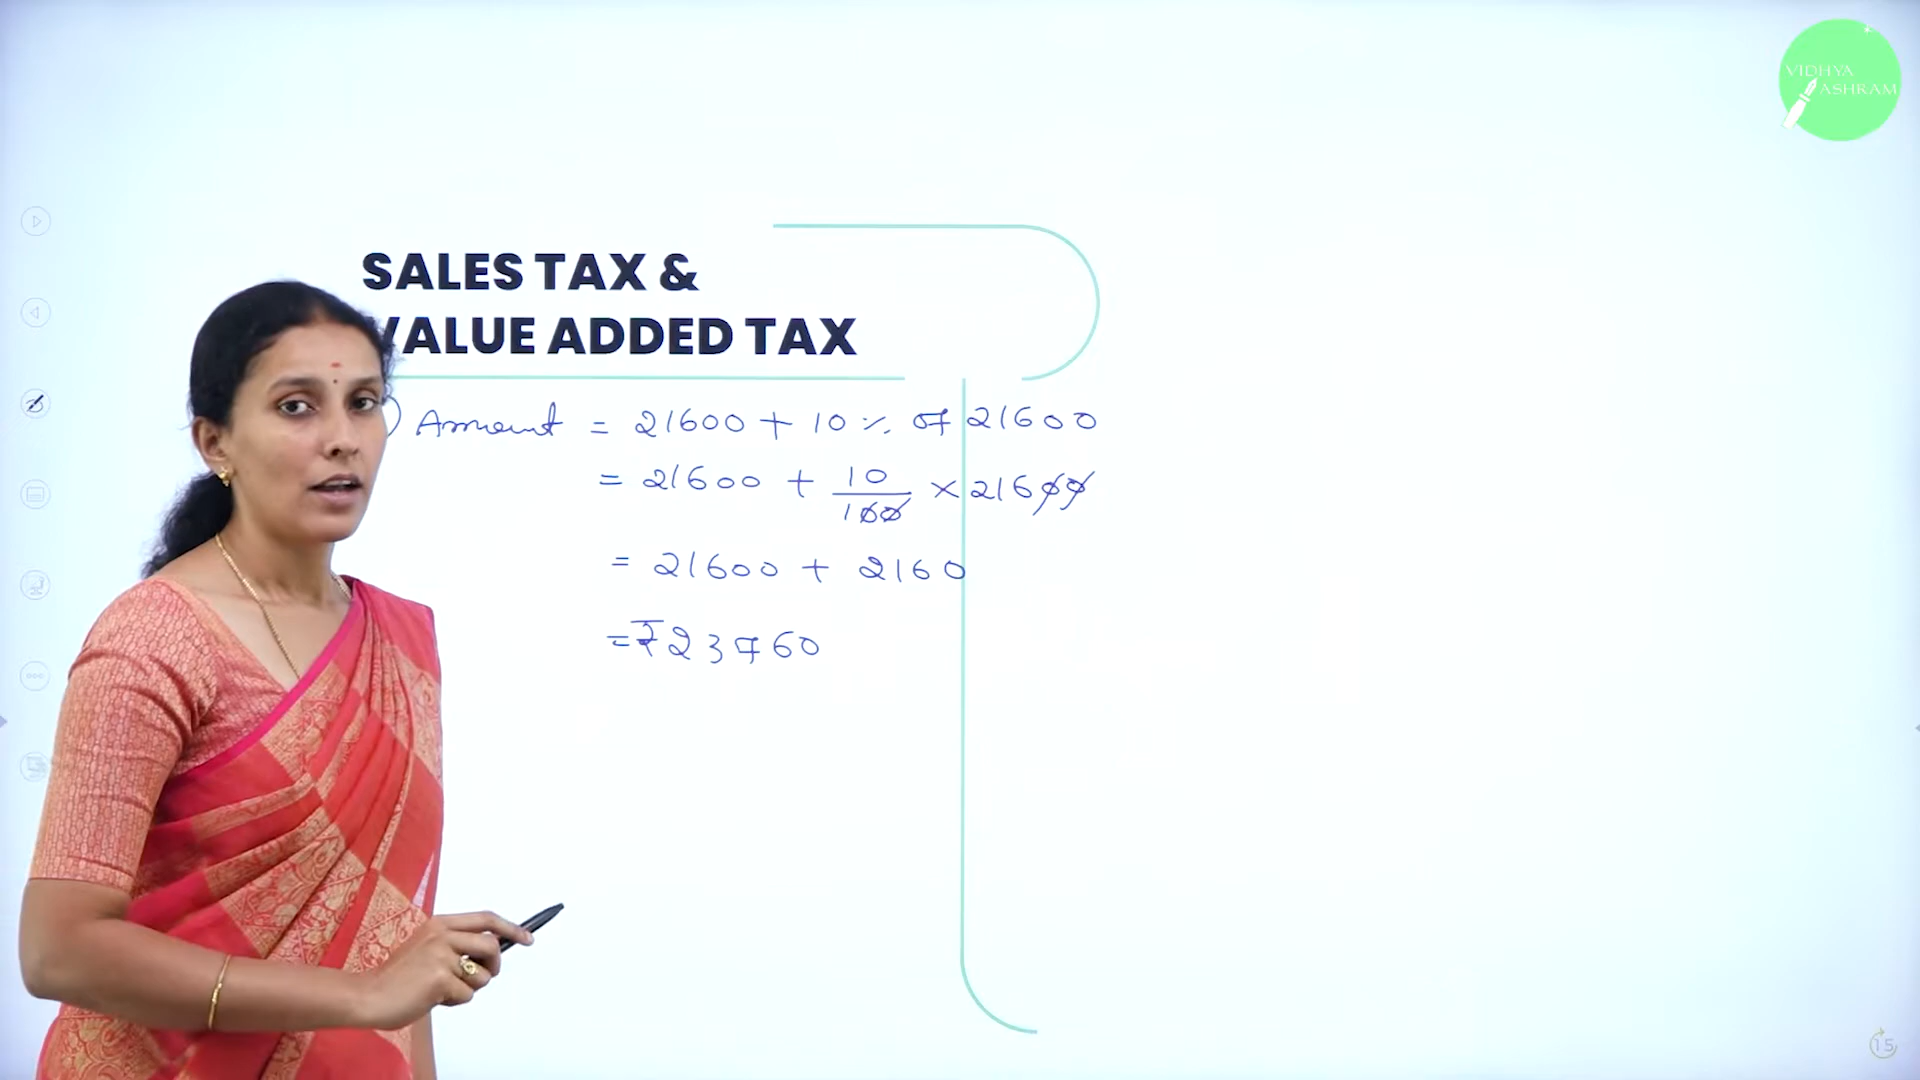 VIDHYA
ASHRAM
SALES TAX &
VALUE ADDED TAX
) Amount = 21600 + 10 % of 21600
= 21600 + 10/100 × 21600
= 21600 + 2160
= ₹23760
15